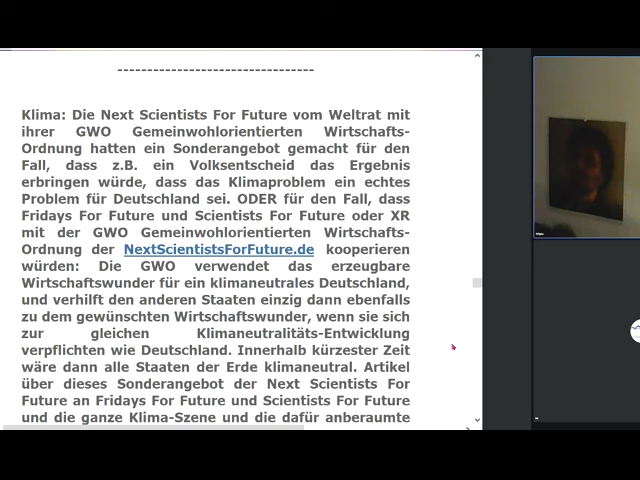 ---------------------------------
Klima: Die Next Scientists For Future vom Weltrat mit
ihrer GWO Gemeinwohlorientierten Wirtschafts-
Ordnung hatten ein Sonderangebot gemacht für den
Fall, dass z.B. ein Volksentscheid das Ergebnis
erbringen würde, dass das Klimaproblem ein echtes
Problem für Deutschland sei. ODER für den Fall, dass
Fridays For Future und Scientists For Future oder XR
mit der GWO Gemeinwohlorientierten Wirtschafts-
Ordnung der NextScientistsForFuture.de kooperieren
würden: Die GWO verwendet das erzeugbare
Wirtschaftswunder für ein klimaneutrales Deutschland,
und verhilft den anderen Staaten einzig dann ebenfalls
zu dem gewünschten Wirtschaftswunder, wenn sie sich
zur gleichen Klimaneutralitäts-Entwicklung
verpflichten wie Deutschland. Innerhalb kürzester Zeit
wäre dann alle Staaten der Erde klimaneutral. Artikel
über dieses Sonderangebot der Next Scientists For
Future an Fridays For Future und Scientists For Future
und die ganze Klima-Szene und die dafür anberaumte